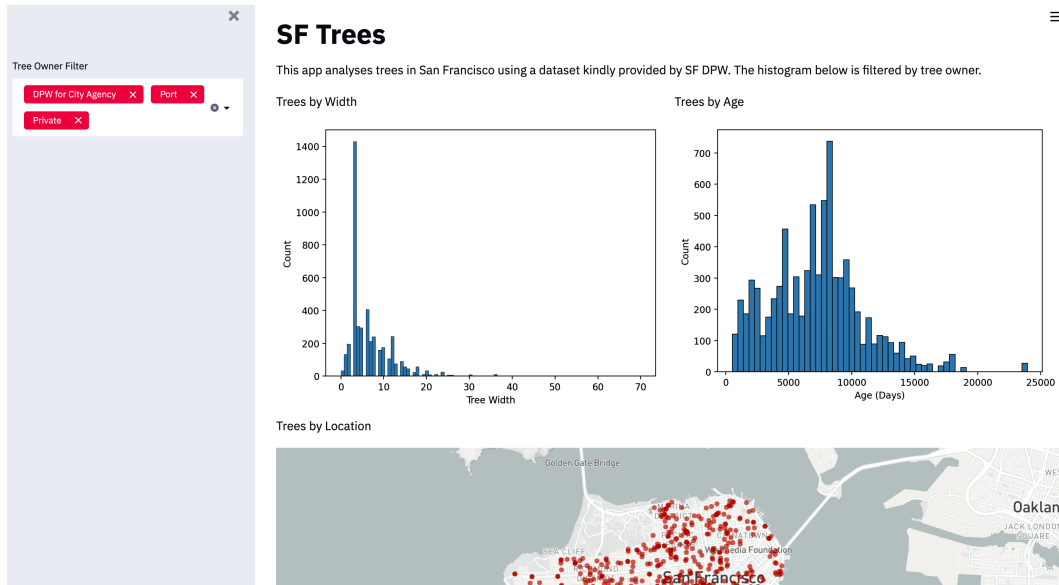 Tree Owner Filter
DPW for City Agency
Port
Private
SF Trees
This app analyses trees in San Francisco using a dataset kindly provided by SF DPW. The histogram below is filtered by tree owner.
Trees by Width
1400
1200
1000
800
600
400
200
0
Count
0 10 20 30 40 50 60 70
Tree Width
Trees by Age
700
600
500
400
300
200
100
0
Count
0 5000 10000 15000 20000 25000
Age (Days)
Trees by Location
Golden Gate Bridge
Oaklan
JACK LONDON
SQUARE
SEA CLIFF
San Francisco